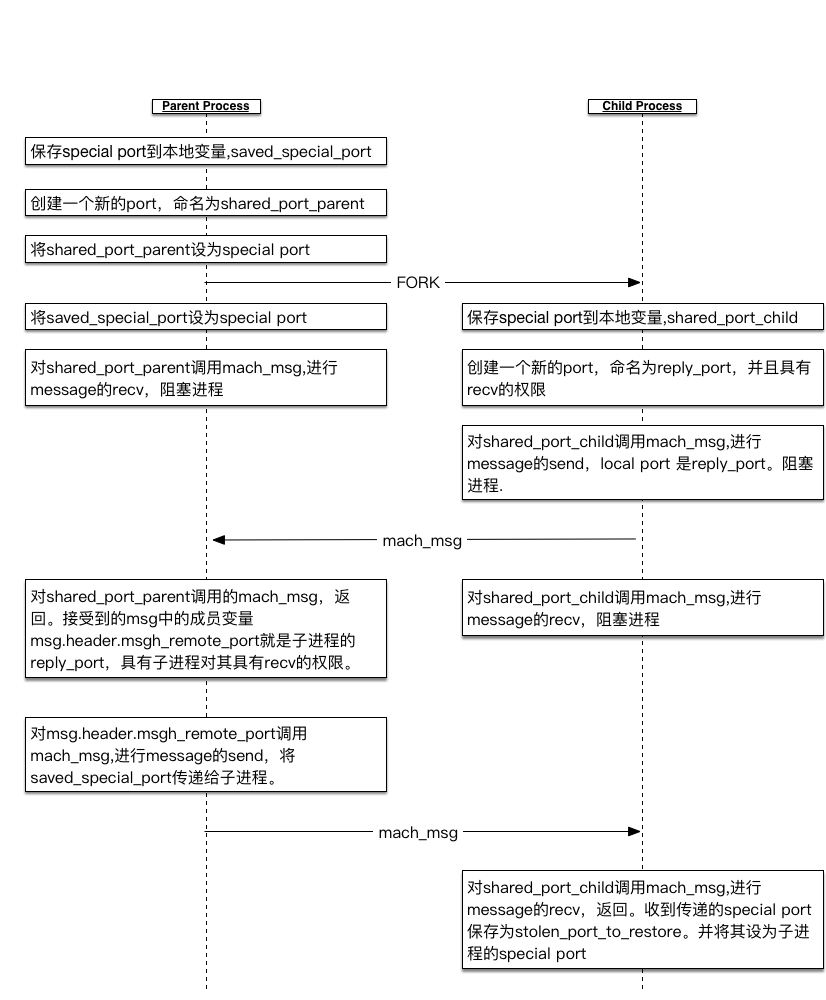 Parent Process
Child Process
保存special port到本地变量,saved_special_port
创建一个新的port，命名为shared_port_parent
将shared_port_parent设为special port
FORK
将saved_special_port设为special port
保存special port到本地变量,shared_port_child
对shared_port_parent调用mach_msg,进行
message的recv，阻塞进程
创建一个新的port，命名为reply_port，并且具有
recv的权限
对shared_port_child调用mach_msg,进行
message的send，local port 是reply_port。阻塞
进程.
mach_msg
对shared_port_parent调用的mach_msg，返
回。接受到的msg中的成员变量
msg.header.msgh_remote_port就是子进程的
reply_port，具有子进程对其具有recv的权限。
对shared_port_child调用mach_msg,进行
message的recv，阻塞进程
对msg.header.msgh_remote_port调用
mach_msg,进行message的send，将
saved_special_port传递给子进程。
mach_msg
对shared_port_child调用mach_msg,进行
message的recv，返回。收到传递的special port
保存为stolen_port_to_restore。并将其设为子进
程的special port